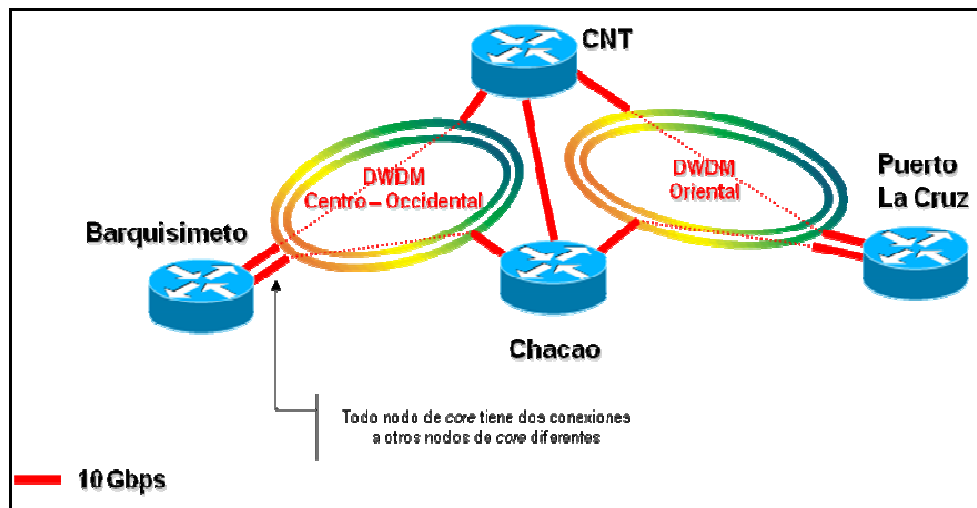 CNT
DWDM
Centro – Occidental
DWDM
Oriental
Puerto
La Cruz
Barquisimeto
Chacao
Todo nodo de core tiene dos conexiones
a otros nodos de core diferentes
10 Gbps